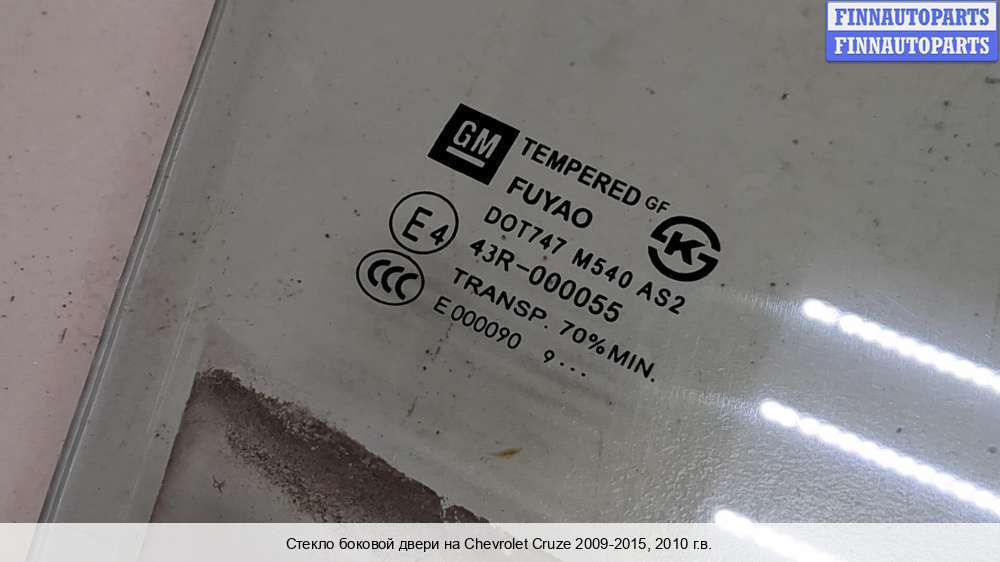 FINNAUTOPARTS
FINNAUTOPARTS
GM
TEMPERED GF
FUYAO
DOT747 M540 AS2
43R-000055
TRANSP. 70% MIN.
E000090 9...
E4
CCC
K
Стекло боковой двери на Chevrolet Cruze 2009-2015, 2010 г.в.